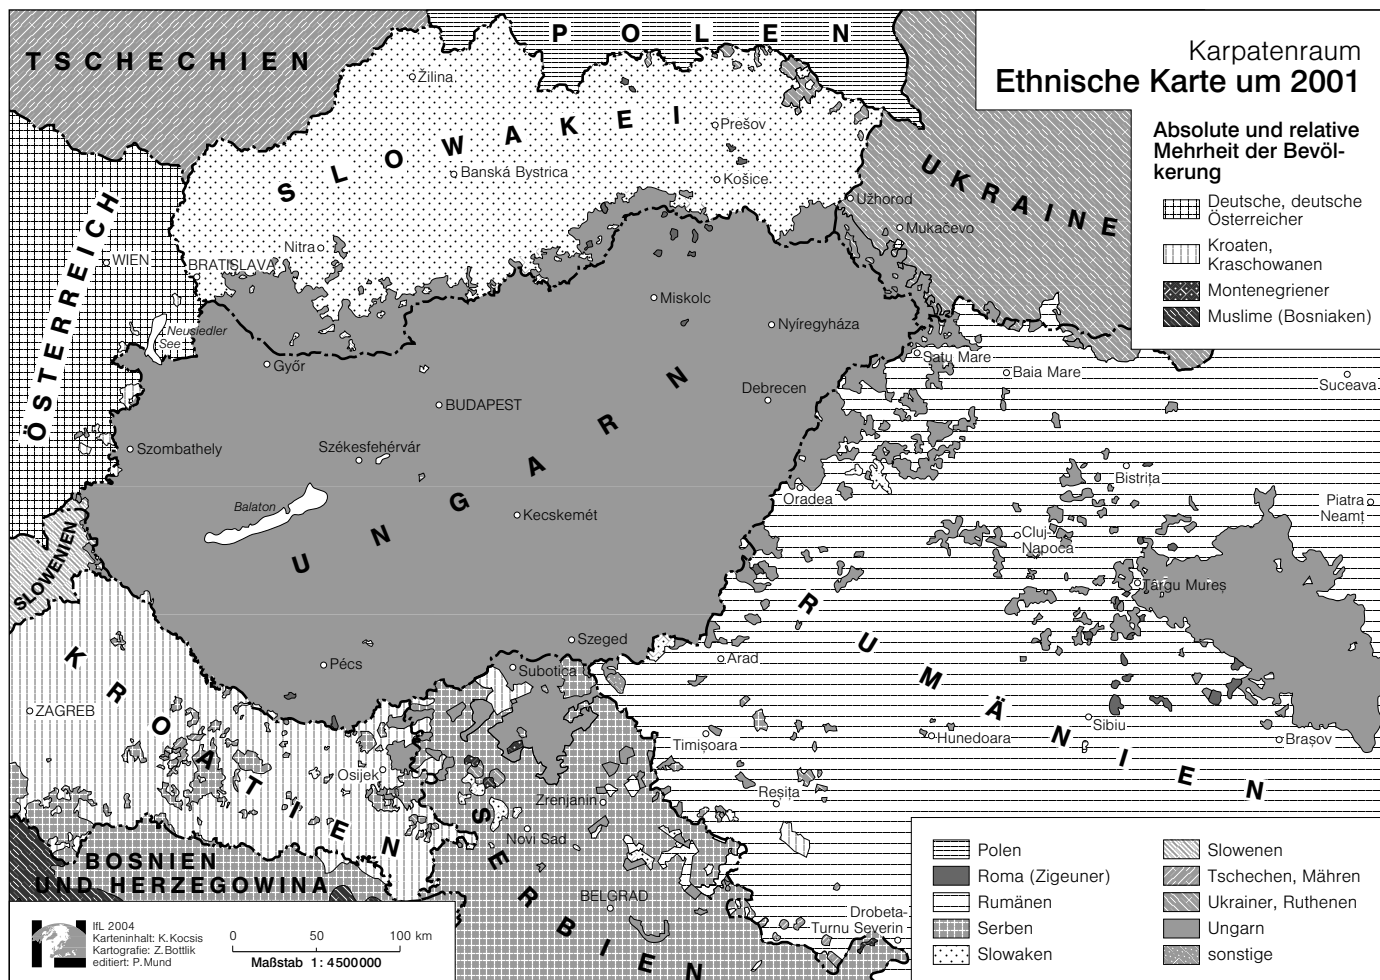 Karpatenraum
Ethnische Karte um 2001
Absolute und relative
Mehrheit der Bevöl-
kerung
Deutsche, deutsche
Österreicher
Kroaten,
Kraschowanen
Montenegriener
Muslime (Bosniaken)
TSCHECHIEN
POLEN
SLOWAKEI
UKRAINE
ÖSTERREICH
UNGARN
SLOWENIEN
KROATIEN
RUMÄNIEN
SERBIEN
BOSNIEN
UND HERZEGOWINA
Žilina
Prešov
Banská Bystrica
Košice
Užhorod
Mukačevo
Nitra
BRATISLAVA
WIEN
Neusiedler
See
Miskolc
Nyíregyháza
Győr
Satu Mare
Baia Mare
Suceava
Debrecen
BUDAPEST
Szombathely
Székesfehérvár
Bistrița
Oradea
Piatra
Neamț
Balaton
Kecskemét
Cluj-
Napoca
Târgu Mureș
Szeged
Pécs
Subotica
Arad
ZAGREB
Sibiu
Hunedoara
Brașov
Timișoara
Osijek
Reșița
Zrenjanin
Novi Sad
BELGRAD
Drobeta-
Turnu Severin
Polen
Roma (Zigeuner)
Rumänen
Serben
Slowaken
Slowenen
Tschechen, Mähren
Ukrainer, Ruthenen
Ungarn
sonstige
IfL 2004
Karteninhalt: K. Kocsis
Kartografie: Z. Bottlik
editiert: P. Mund
0 50 100 km
Maßstab 1: 4500000